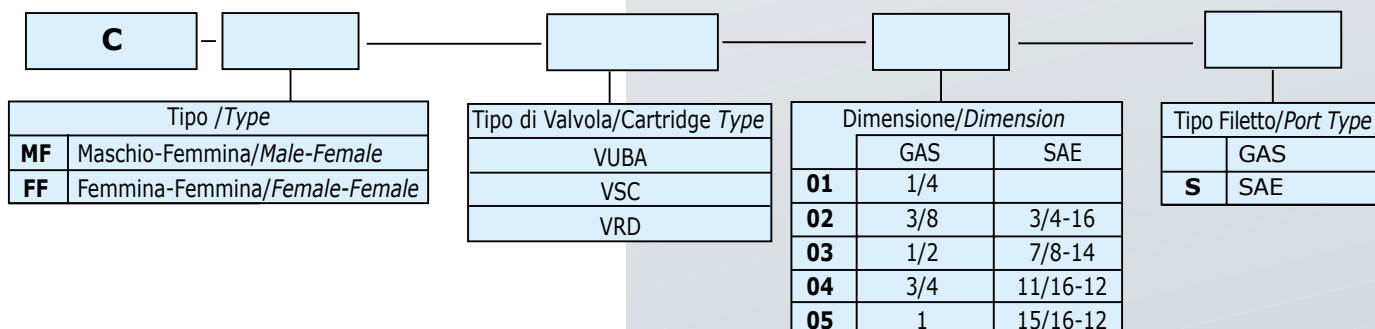 C –
Tipo /Type
MF Maschio-Femmina/Male-Female
FF Femmina-Femmina/Female-Female
Tipo di Valvola/Cartridge Type
VUBA
VSC
VRD
Dimensione/Dimension
GAS SAE
01 1/4
02 3/8 3/4-16
03 1/2 7/8-14
04 3/4 11/16-12
05 1 15/16-12
Tipo Filetto/Port Type
GAS
S SAE